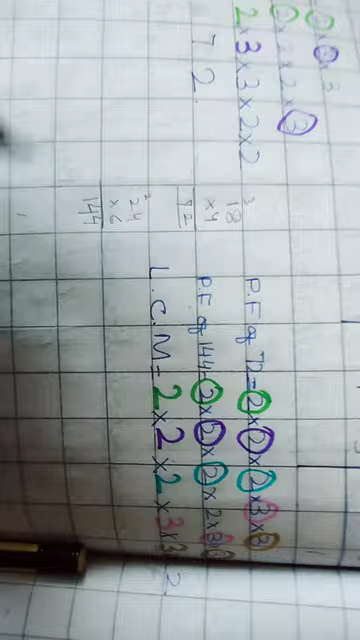 2 × 3 × 3 × 2 × 2
72.
18
×4
72
24
×6
144
P.F of 72 = 2 × 2 × 2 × 3 × 3
P.F of 144 = 2 × 2 × 2 × 2 × 3 × 3
L.C.M = 2 × 2 × 2 × 3 × 3 × 2